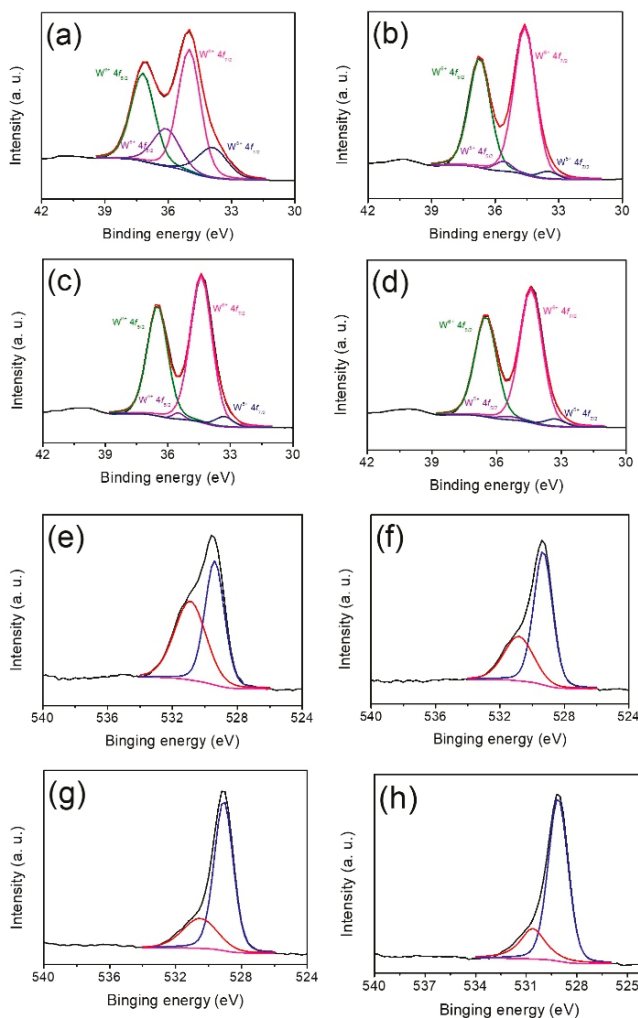 (a)
W⁶⁺ 4f₇/₂
W⁶⁺ 4f₅/₂
W⁵⁺ 4f₅/₂
W⁵⁺ 4f₇/₂
Intensity (a. u.)
42 39 36 33 30
Binding energy (eV)
(b)
W⁶⁺ 4f₇/₂
W⁶⁺ 4f₅/₂
W⁵⁺ 4f₅/₂
W⁵⁺ 4f₇/₂
Intensity (a. u.)
42 39 36 33 30
Binding energy (eV)
(c)
W⁶⁺ 4f₇/₂
W⁶⁺ 4f₅/₂
W⁵⁺ 4f₅/₂
W⁵⁺ 4f₇/₂
Intensity (a. u.)
42 39 36 33 30
Binding energy (eV)
(d)
W⁶⁺ 4f₇/₂
W⁶⁺ 4f₅/₂
W⁵⁺ 4f₅/₂
W⁵⁺ 4f₇/₂
Intensity (a. u.)
42 39 36 33 30
Binding energy (eV)
(e)
Intensity (a. u.)
540 536 532 528 524
Binging energy (eV)
(f)
Intensity (a. u.)
540 536 532 528 524
Binging energy (eV)
(g)
Intensity (a. u.)
540 536 532 528 524
Binging energy (eV)
(h)
Intensity (a. u.)
540 537 534 531 528 525
Binging energy (eV)